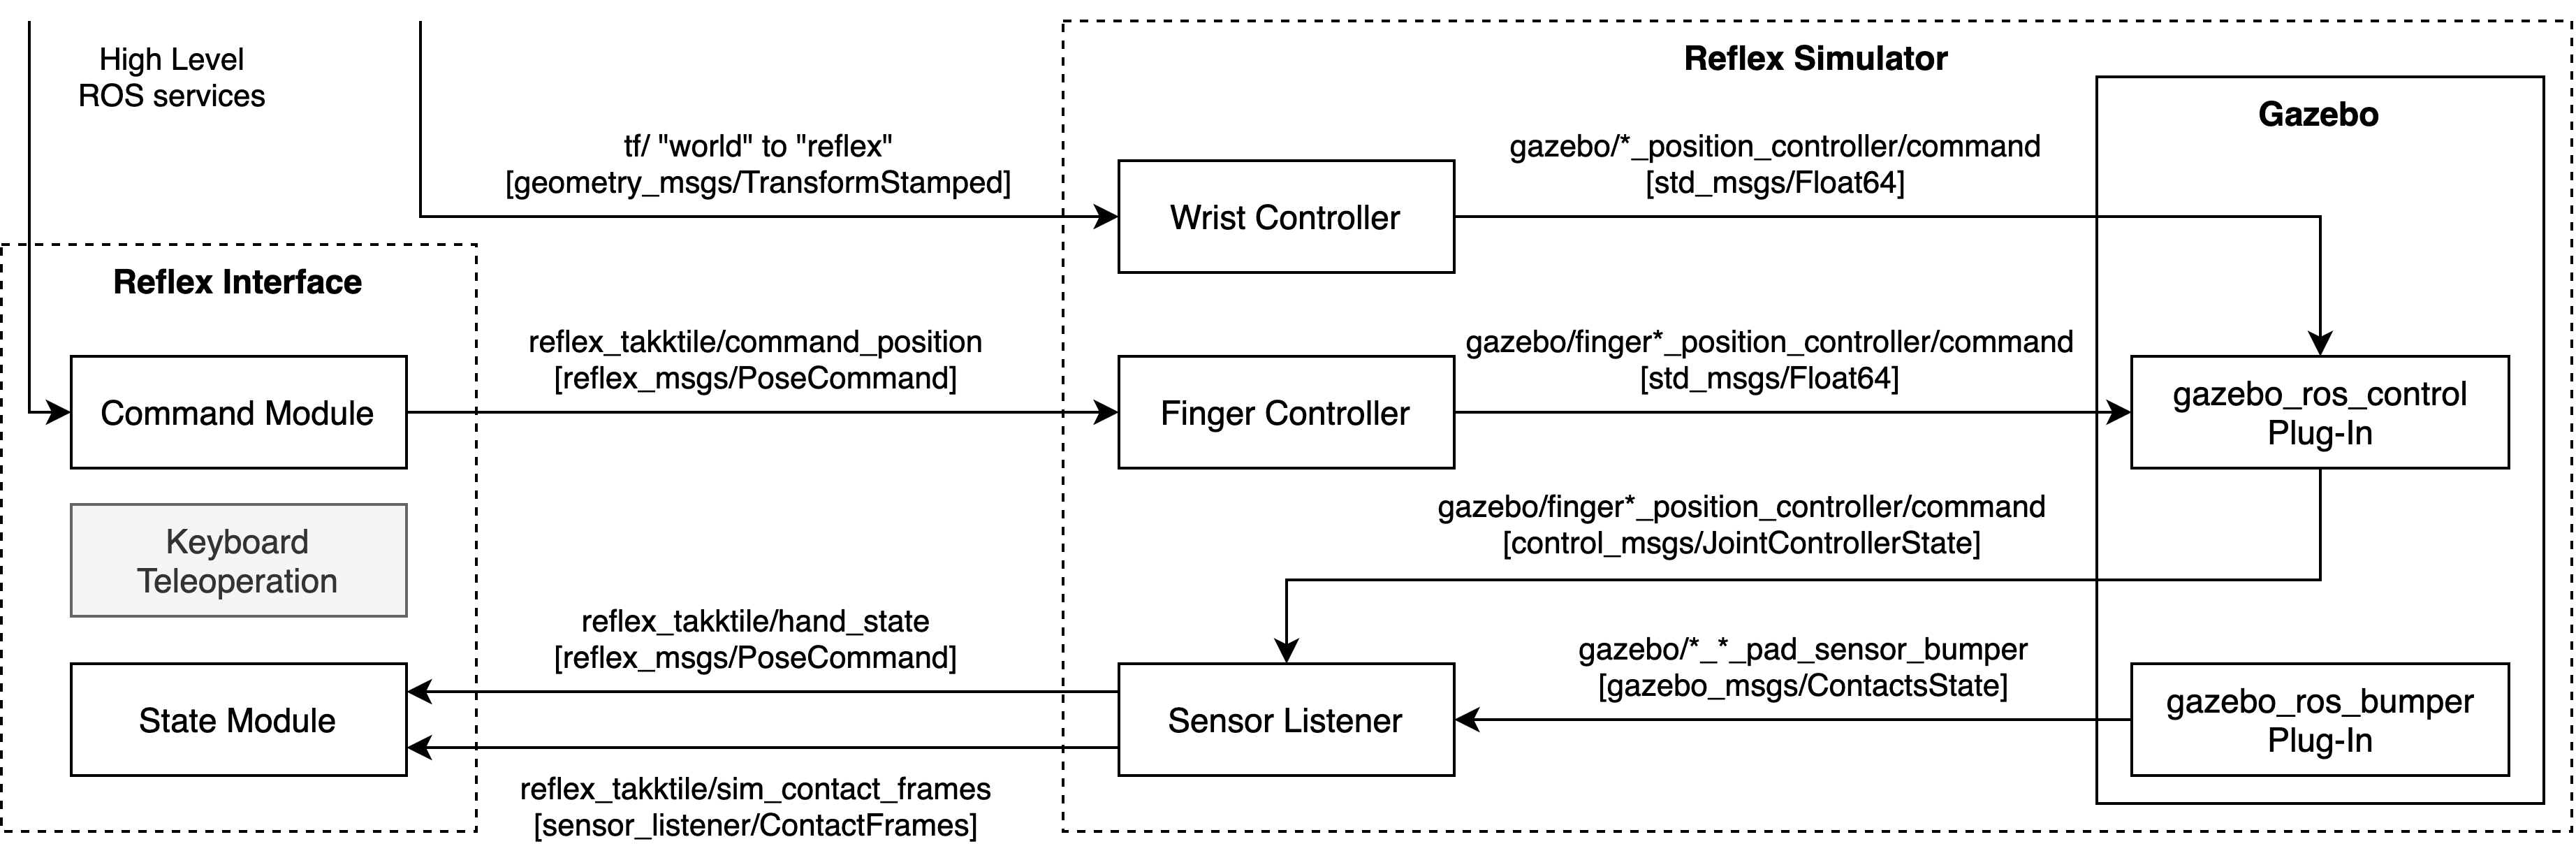 High Level
ROS services
Reflex Simulator
Gazebo
tf/ "world" to "reflex"
[geometry_msgs/TransformStamped]
gazebo/*_position_controller/command
[std_msgs/Float64]
Wrist Controller
Reflex Interface
reflex_takktile/command_position
[reflex_msgs/PoseCommand]
gazebo/finger*_position_controller/command
[std_msgs/Float64]
Command Module
Finger Controller
gazebo_ros_control
Plug-In
gazebo/finger*_position_controller/command
[control_msgs/JointControllerState]
Keyboard
Teleoperation
reflex_takktile/hand_state
[reflex_msgs/PoseCommand]
gazebo/*_*_pad_sensor_bumper
[gazebo_msgs/ContactsState]
State Module
Sensor Listener
gazebo_ros_bumper
Plug-In
reflex_takktile/sim_contact_frames
[sensor_listener/ContactFrames]